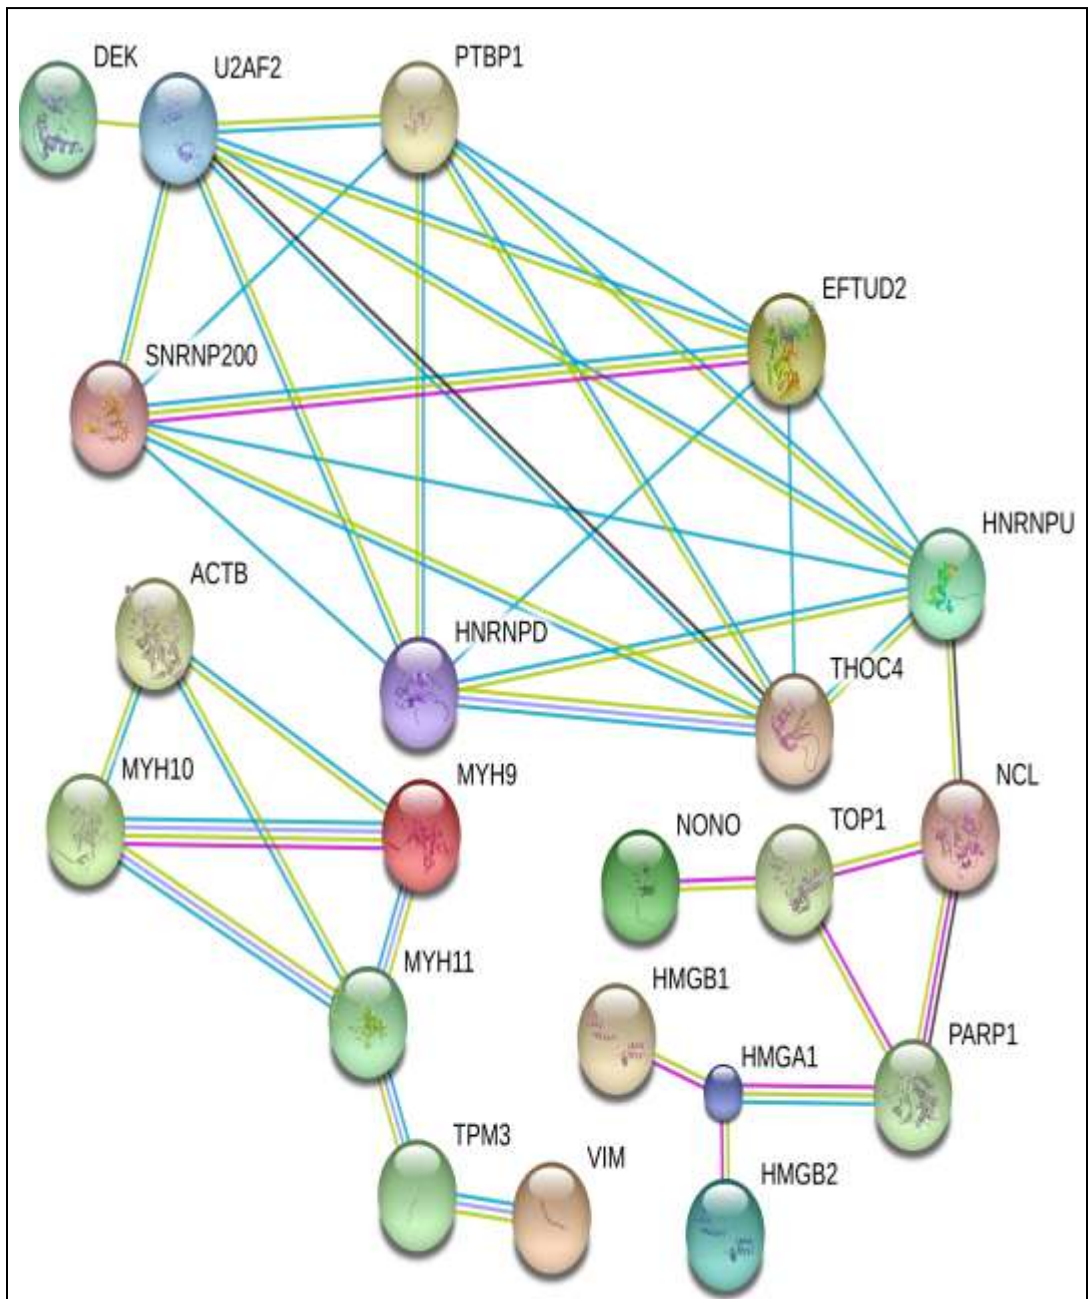 DEK
U2AF2
PTBP1
EFTUD2
SNRNP200
HNRNPU
ACTB
HNRNPD
THOC4
MYH10
MYH9
NCL
NONO
TOP1
MYH11
HMGB1
PARP1
HMGA1
TPM3
VIM
HMGB2